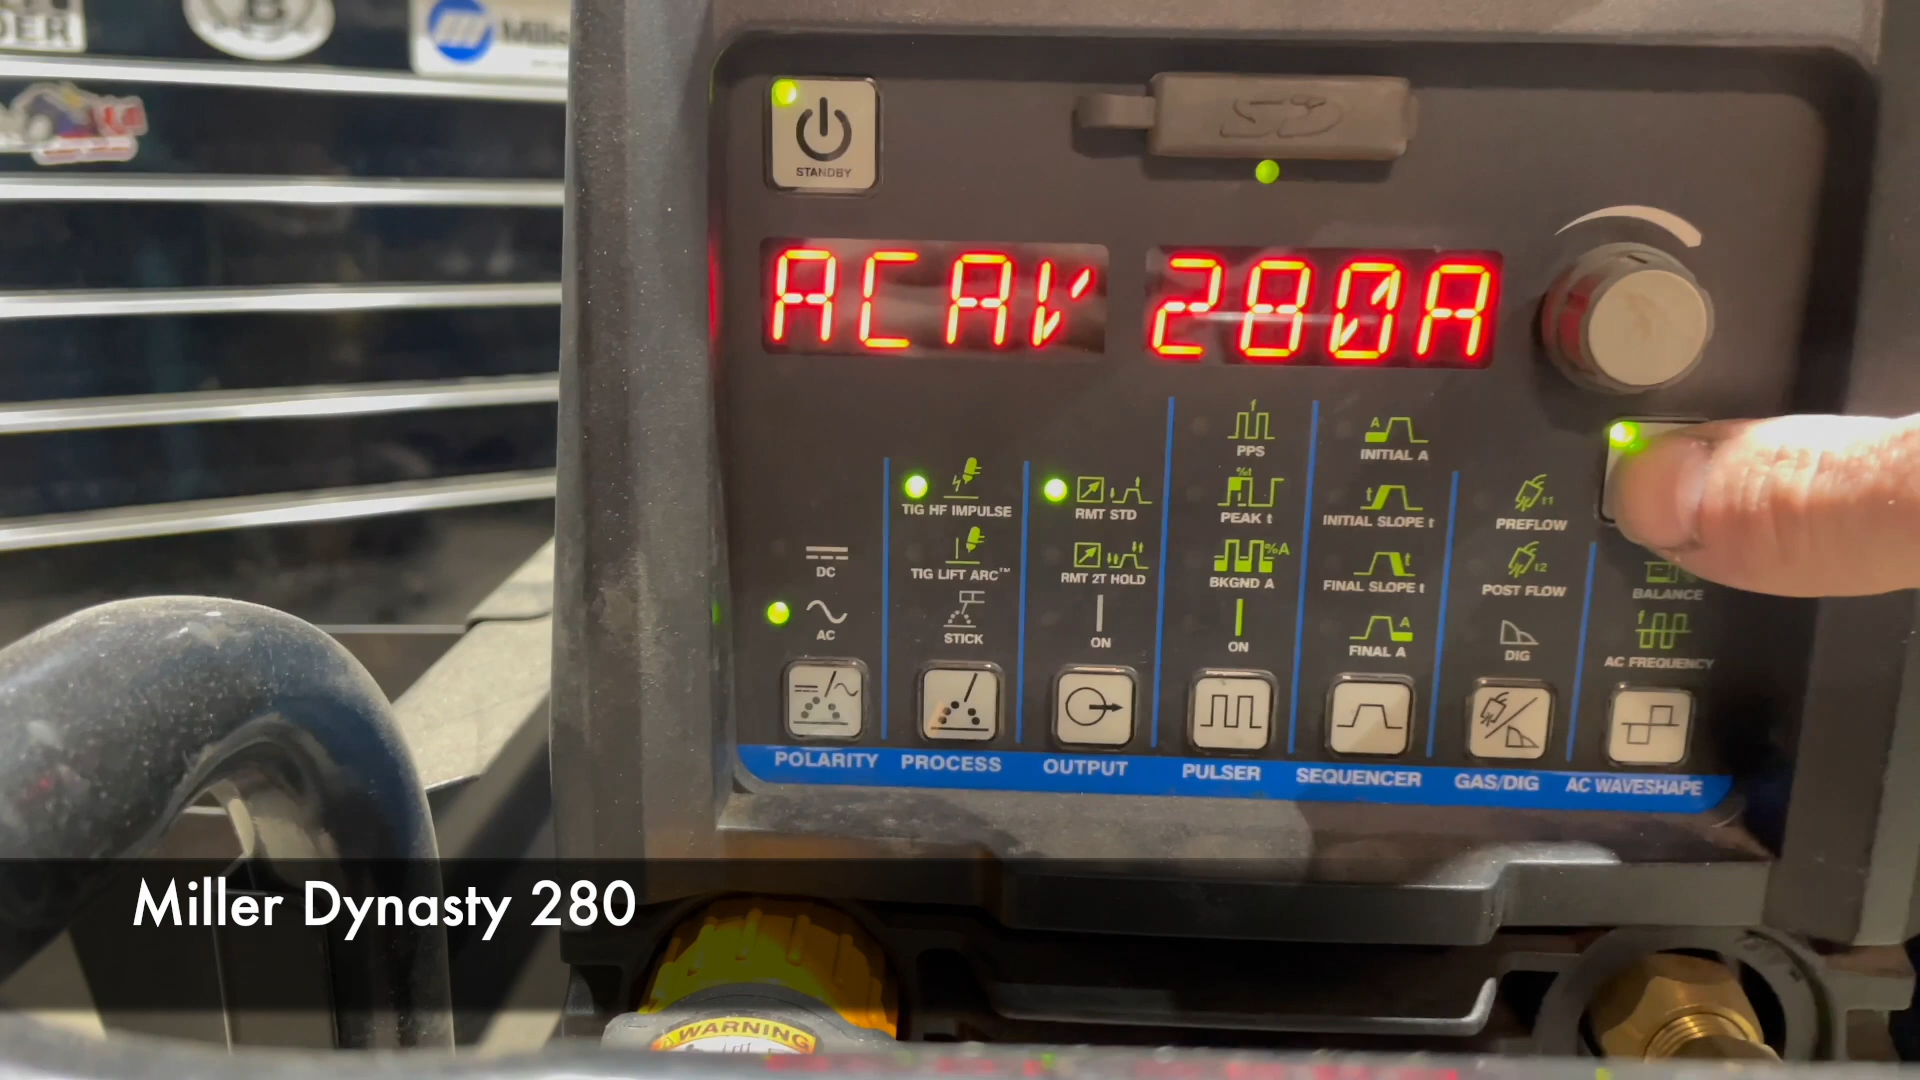 DER
B
STANDBY
SD
ACAV 280A
PPS
INITIAL A
TIG HF IMPULSE
RMT STD
PEAK t
INITIAL SLOPE t
PREFLOW
DC
TIG LIFT ARC™
RMT 2T HOLD
BKGND A
FINAL SLOPE t
POST FLOW
BALANCE
AC
STICK
ON
ON
FINAL A
DIG
AC FREQUENCY
POLARITY PROCESS OUTPUT PULSER SEQUENCER GAS/DIG AC WAVESHAPE
Miller Dynasty 280
WARNING